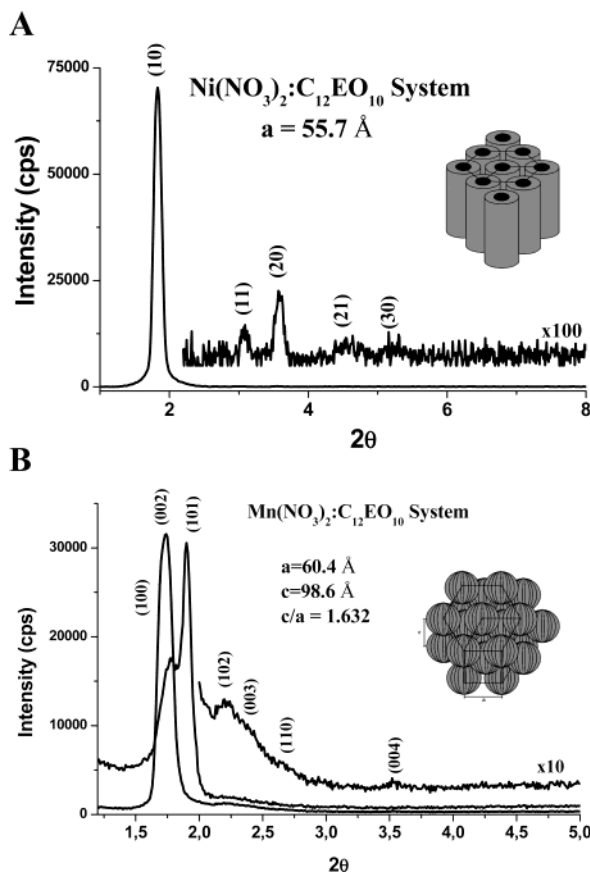 A
(10)
75000
Ni(NO₃)₂:C₁₂EO₁₀ System
a = 55.7 Å
50000
Intensity (cps)
25000
(11)
(20)
(21)
(30)
x100
0
2
4
6
8
2θ
B
(002)
(101)
Mn(NO₃)₂:C₁₂EO₁₀ System
30000
a=60.4 Å
c=98.6 Å
c/a = 1.632
(100)
20000
Intensity (cps)
(102)
(003)
(110)
10000
(004)
x10
0
1,5
2,0
2,5
3,0
3,5
4,0
4,5
5,0
2θ